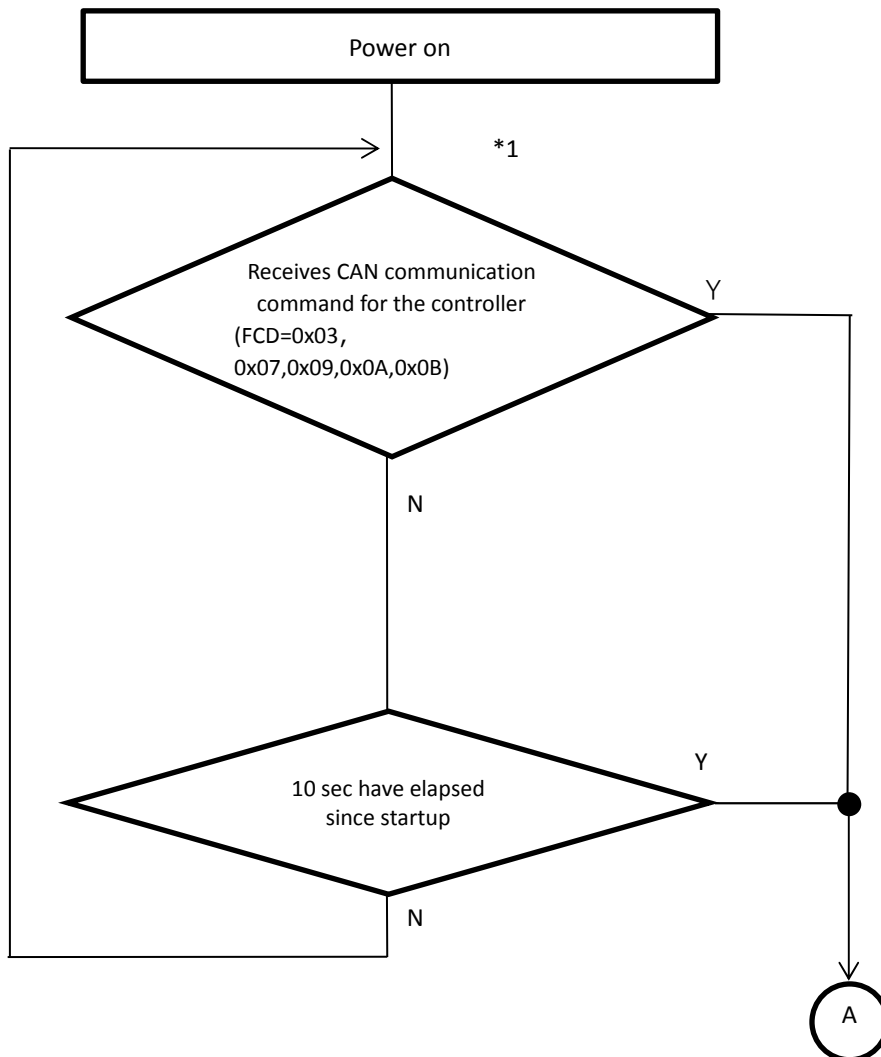 Power on
*1
Receives CAN communication
command for the controller
(FCD=0x03,
0x07,0x09,0x0A,0x0B)
Y
N
10 sec have elapsed
since startup
Y
N
A